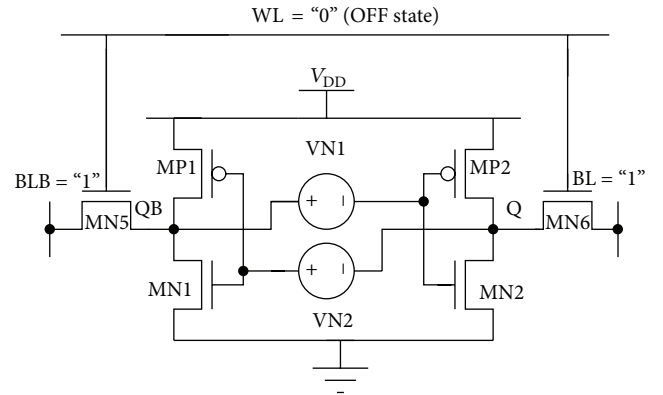 WL = “0” (OFF state)
VDD
MP1
VN1
MP2
BLB = “1”
BL = “1”
QB
Q
MN5
MN6
+
–
+
–
MN1
MN2
VN2